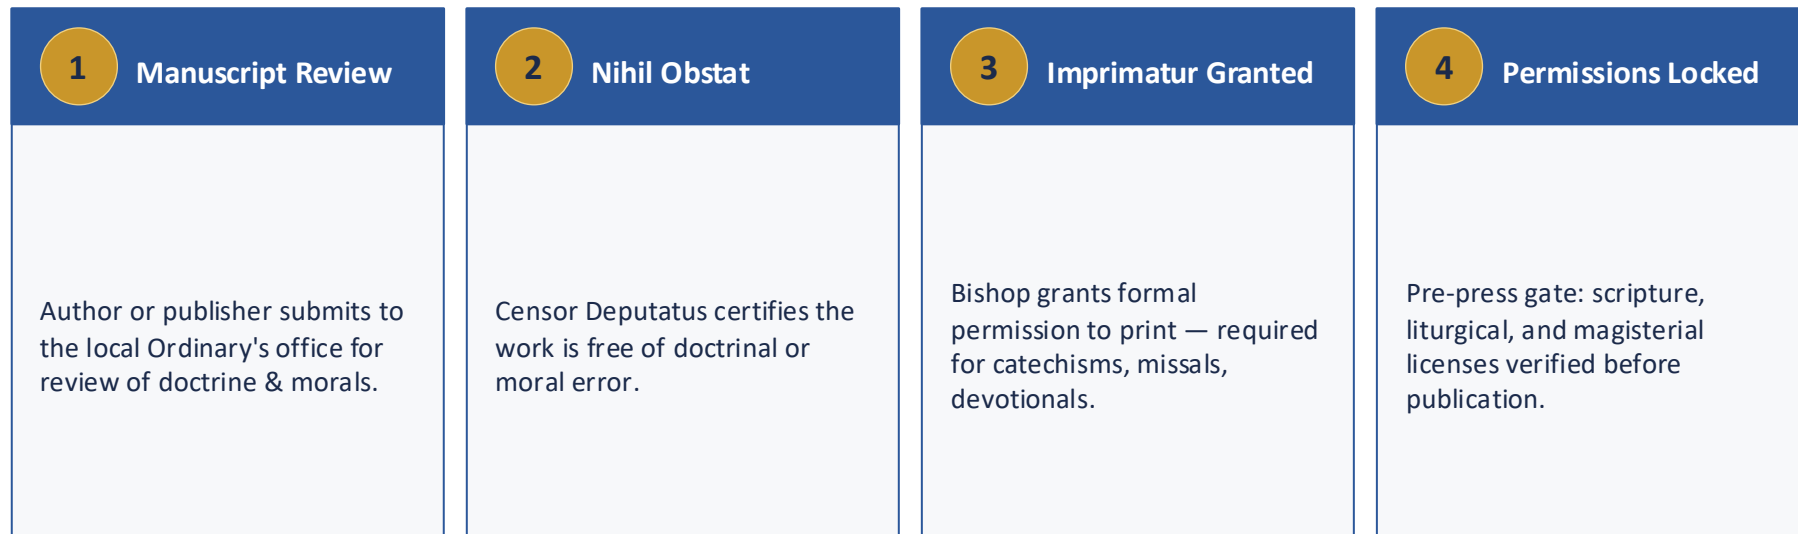 1 Manuscript Review
Author or publisher submits to
the local Ordinary's office for
review of doctrine & morals.
2 Nihil Obstat
Censor Deputatus certifies the
work is free of doctrinal or
moral error.
3 Imprimatur Granted
Bishop grants formal
permission to print — required
for catechisms, missals,
devotionals.
4 Permissions Locked
Pre-press gate: scripture,
liturgical, and magisterial
licenses verified before
publication.